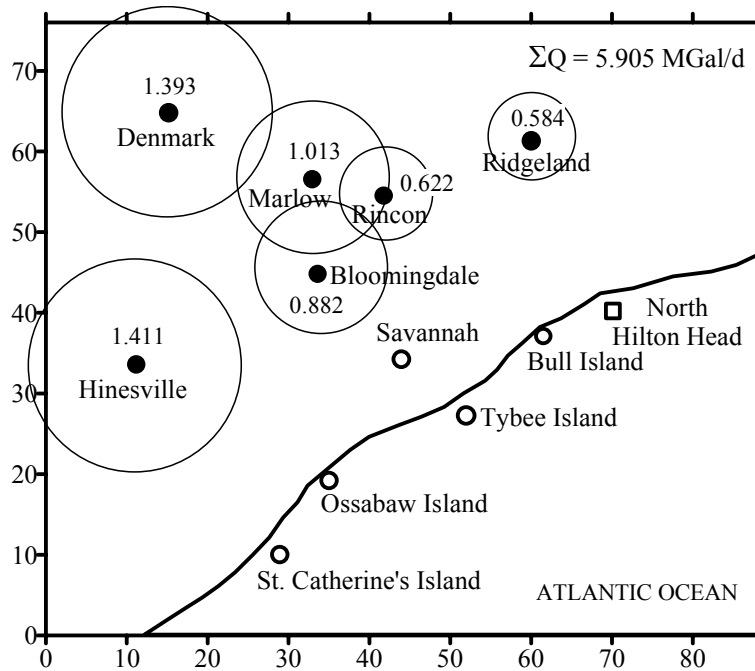 ΣQ = 5.905 MGal/d
70
1.393
Denmark
0.584
Ridgeland
60
1.013
Marlow
0.622
Rincon
50
Bloomingdale
0.882
40
North
Hilton Head
Savannah
Bull Island
1.411
Hinesville
30
Tybee Island
20
Ossabaw Island
10
St. Catherine's Island
ATLANTIC OCEAN
0
0 10 20 30 40 50 60 70 80